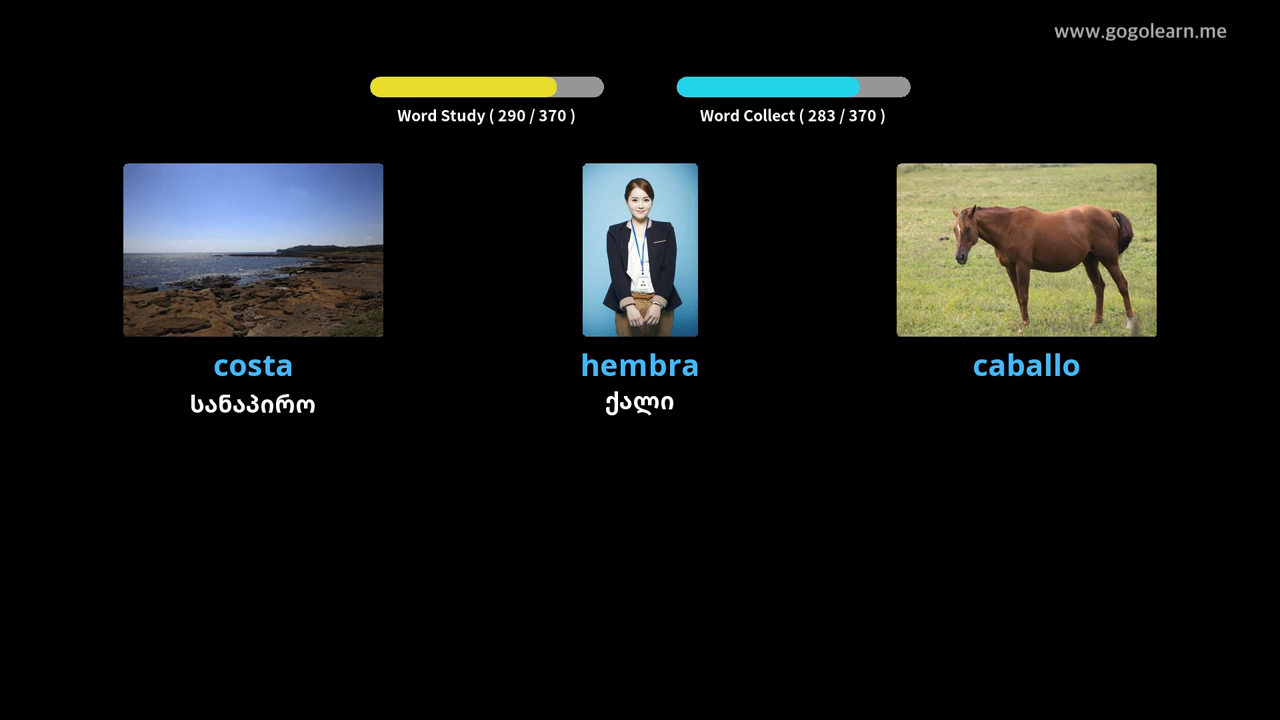 www.gogolearn.me
Word Study ( 290 / 370 )
Word Collect ( 283 / 370 )
costa
hembra
caballo
სანაპირო
ქალი